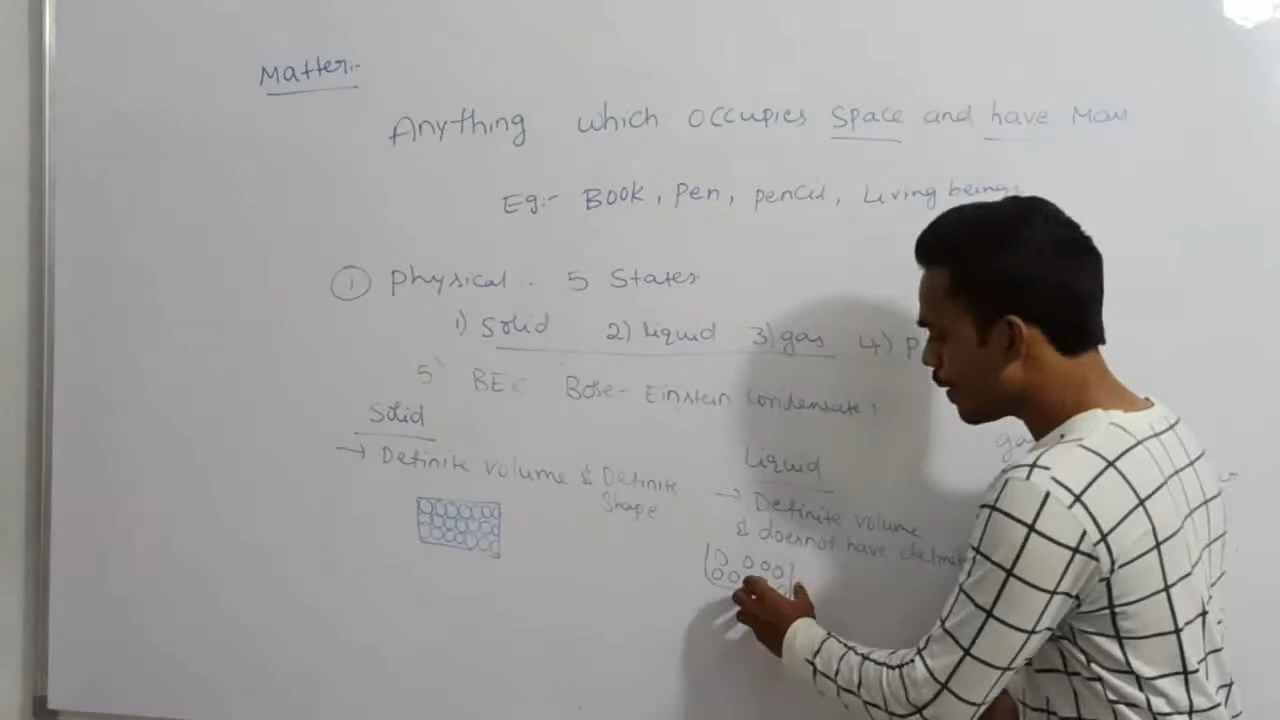 Matter:-
Anything which occupies space and have Mass
Eg:- Book, Pen, pencil, Living beings
① Physical. 5 States
1) Solid 2) liquid 3) gas 4) P
5) BEC Bose-Einstein condensate
Solid
→ Definite volume & Definite
Shape
Liquid
→ Definite volume
& doesnot have definite
ga